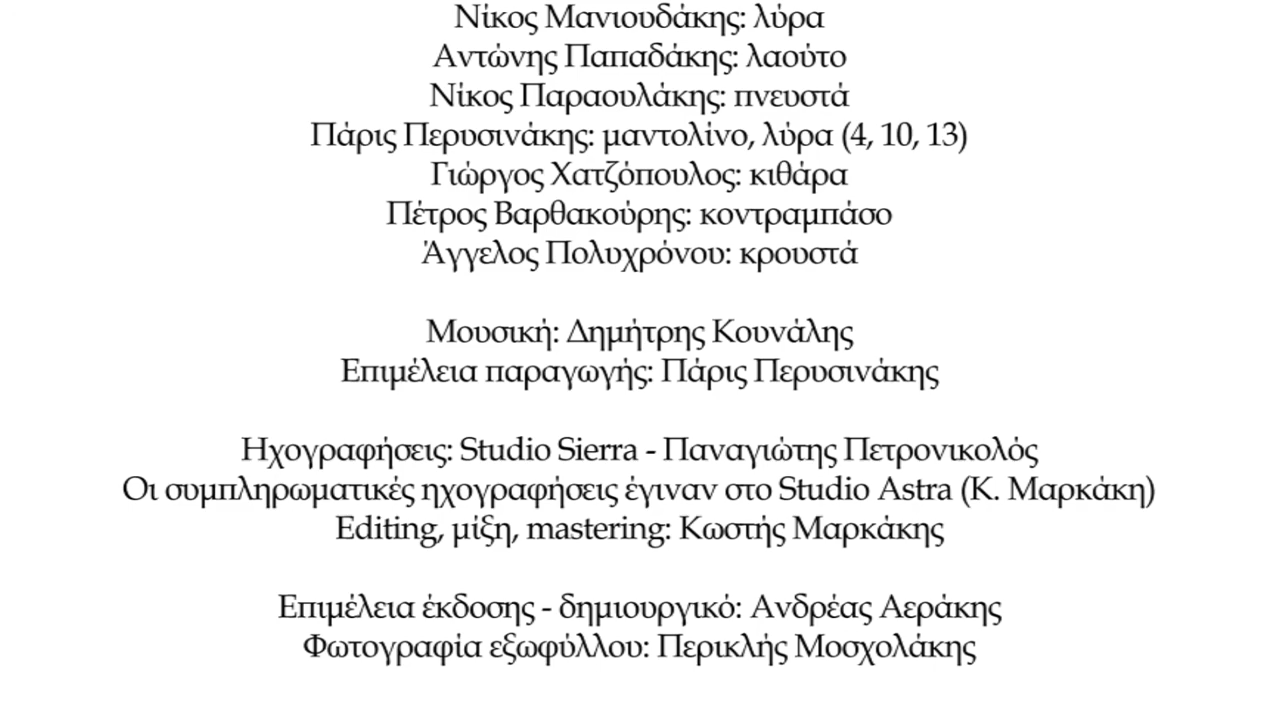 Νίκος Μανιουδάκης: λύρα
Αντώνης Παπαδάκης: λαούτο
Νίκος Παραουλάκης: πνευστά
Πάρις Περυσινάκης: μαντολίνο, λύρα (4, 10, 13)
Γιώργος Χατζόπουλος: κιθάρα
Πέτρος Βαρθακούρης: κοντραμπάσο
Άγγελος Πολυχρόνου: κρουστά
Μουσική: Δημήτρης Κουνάλης
Επιμέλεια παραγωγής: Πάρις Περυσινάκης
Ηχογραφήσεις: Studio Sierra - Παναγιώτης Πετρονικολός
Οι συμπληρωματικές ηχογραφήσεις έγιναν στο Studio Astra (Κ. Μαρκάκη)
Editing, μίξη, mastering: Κωστής Μαρκάκης
Επιμέλεια έκδοσης - δημιουργικό: Ανδρέας Αεράκης
Φωτογραφία εξωφύλλου: Περικλής Μοσχολάκης